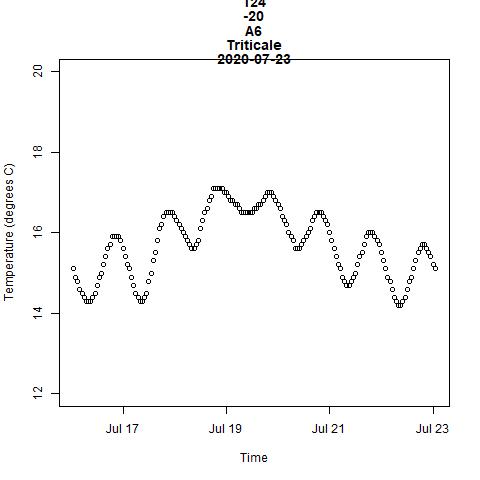 124
-20
A6
Triticale
2020-07-23
Temperature (degrees C)
20
18
16
14
12
Jul 17
Jul 19
Jul 21
Jul 23
Time